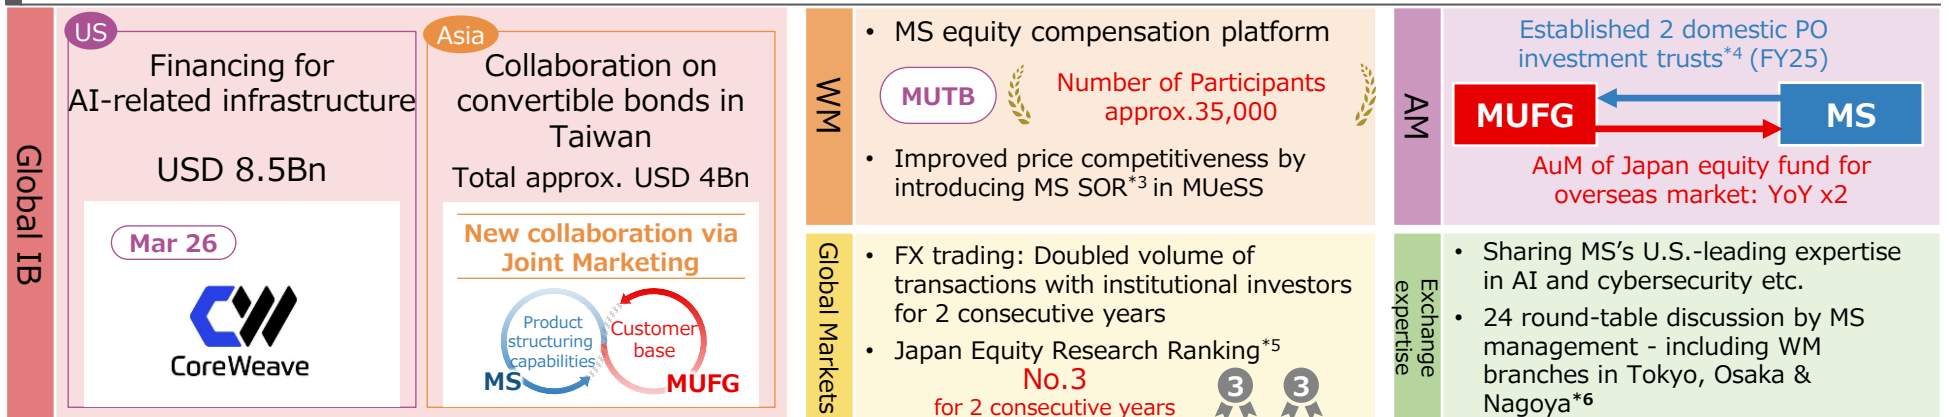 Global IB
US
Financing for
AI-related infrastructure
USD 8.5Bn
Mar 26
CoreWeave
Asia
Collaboration on
convertible bonds in
Taiwan
Total approx. USD 4Bn
New collaboration via
Joint Marketing
Product
structuring
capabilities
MS
Customer
base
MUFG
WM
• MS equity compensation platform
MUTB
Number of Participants
approx.35,000
• Improved price competitiveness by
introducing MS SOR*3 in MUeSS
Global Markets
• FX trading: Doubled volume of
transactions with institutional investors
for 2 consecutive years
• Japan Equity Research Ranking*5
No.3
for 2 consecutive years
3
3
AM
Established 2 domestic PO
investment trusts*4 (FY25)
MUFG
MS
AuM of Japan equity fund for
overseas market: YoY x2
Exchange
expertise
• Sharing MS's U.S.-leading expertise
in AI and cybersecurity etc.
• 24 round-table discussion by MS
management - including WM
branches in Tokyo, Osaka &
Nagoya*6